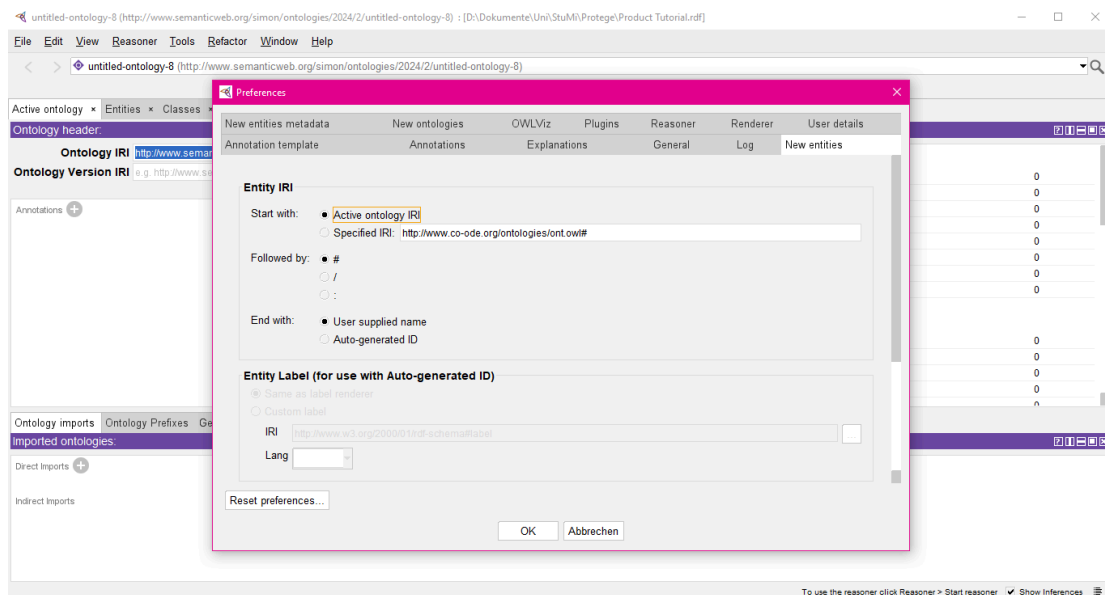 untitled-ontology-8 (http://www.semanticweb.org/simon/ontologies/2024/2/untitled-ontology-8) : [D:\Dokumente\Uni\StuMi\Protege\Product Tutorial.rdf]
File Edit View Reasoner Tools Refactor Window Help
< > untitled-ontology-8 (http://www.semanticweb.org/simon/ontologies/2024/2/untitled-ontology-8)
Preferences
Active ontology × Entities × Classes
New entities metadata New ontologies OWLViz Plugins Reasoner Renderer User details
Ontology header:
Annotation template Annotations Explanations General Log New entities
Ontology IRI http://www.seman
Ontology Version IRI e.g. http://www.se
0
Entity IRI
0
Annotations
Start with: Active ontology IRI
0
0
Specified IRI: http://www.co-ode.org/ontologies/ont.owl#
0
Followed by: #
0
/
0
:
0
End with: User supplied name
Auto-generated ID
0
0
Entity Label (for use with Auto-generated ID)
0
Same as label renderer
0
Custom label
0
Ontology imports Ontology Prefixes Ge
IRI http://www.w3.org/2000/01/rdf-schema#label ...
Imported ontologies:
Lang
Direct Imports
Reset preferences...
Indirect Imports
OK Abbrechen
To use the reasoner click Reasoner > Start reasoner Show Inferences